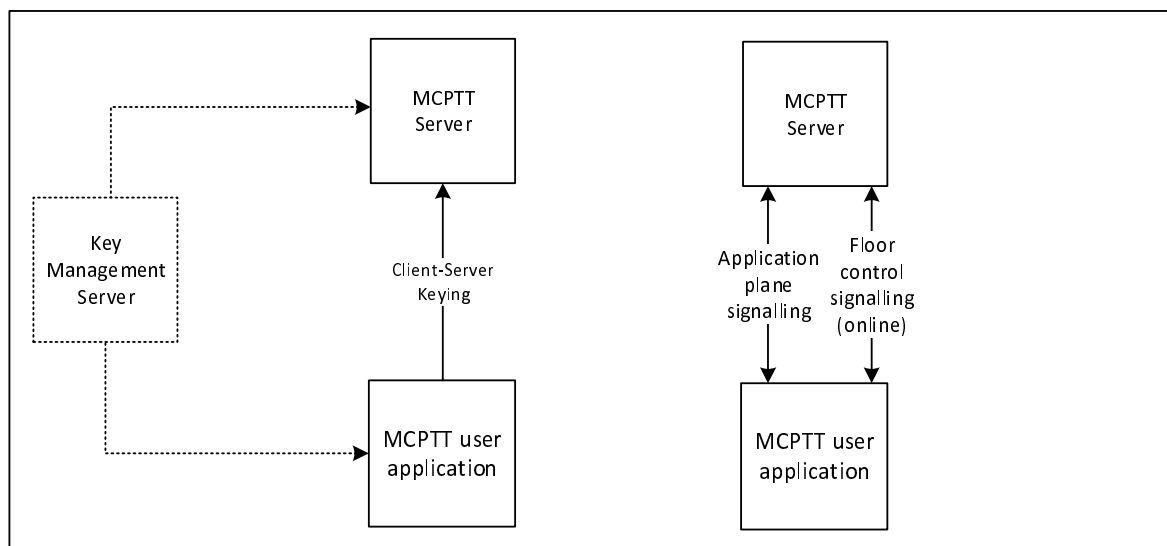 MCPTT
Server
Key
Management
Server
Client-Server
Keying
MCPTT user
application
MCPTT
Server
Application
plane
signalling
Floor
control
signalling
(online)
MCPTT user
application